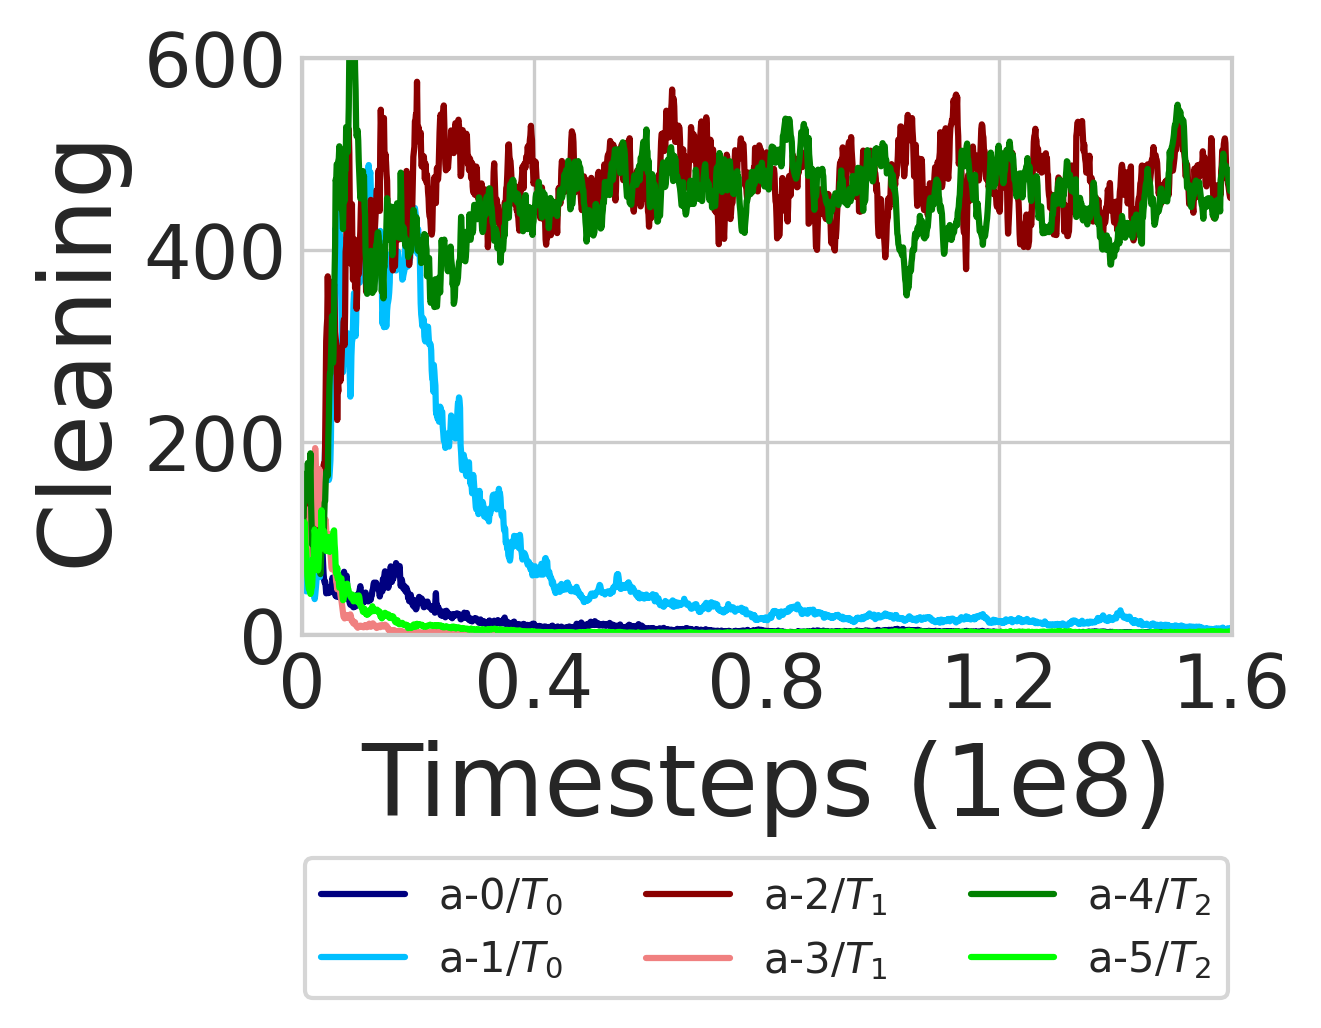 600
400
200
0
Cleaning
0 0.4 0.8 1.2 1.6
Timesteps (1e8)
a-0/T₀ a-2/T₁ a-4/T₂
a-1/T₀ a-3/T₁ a-5/T₂